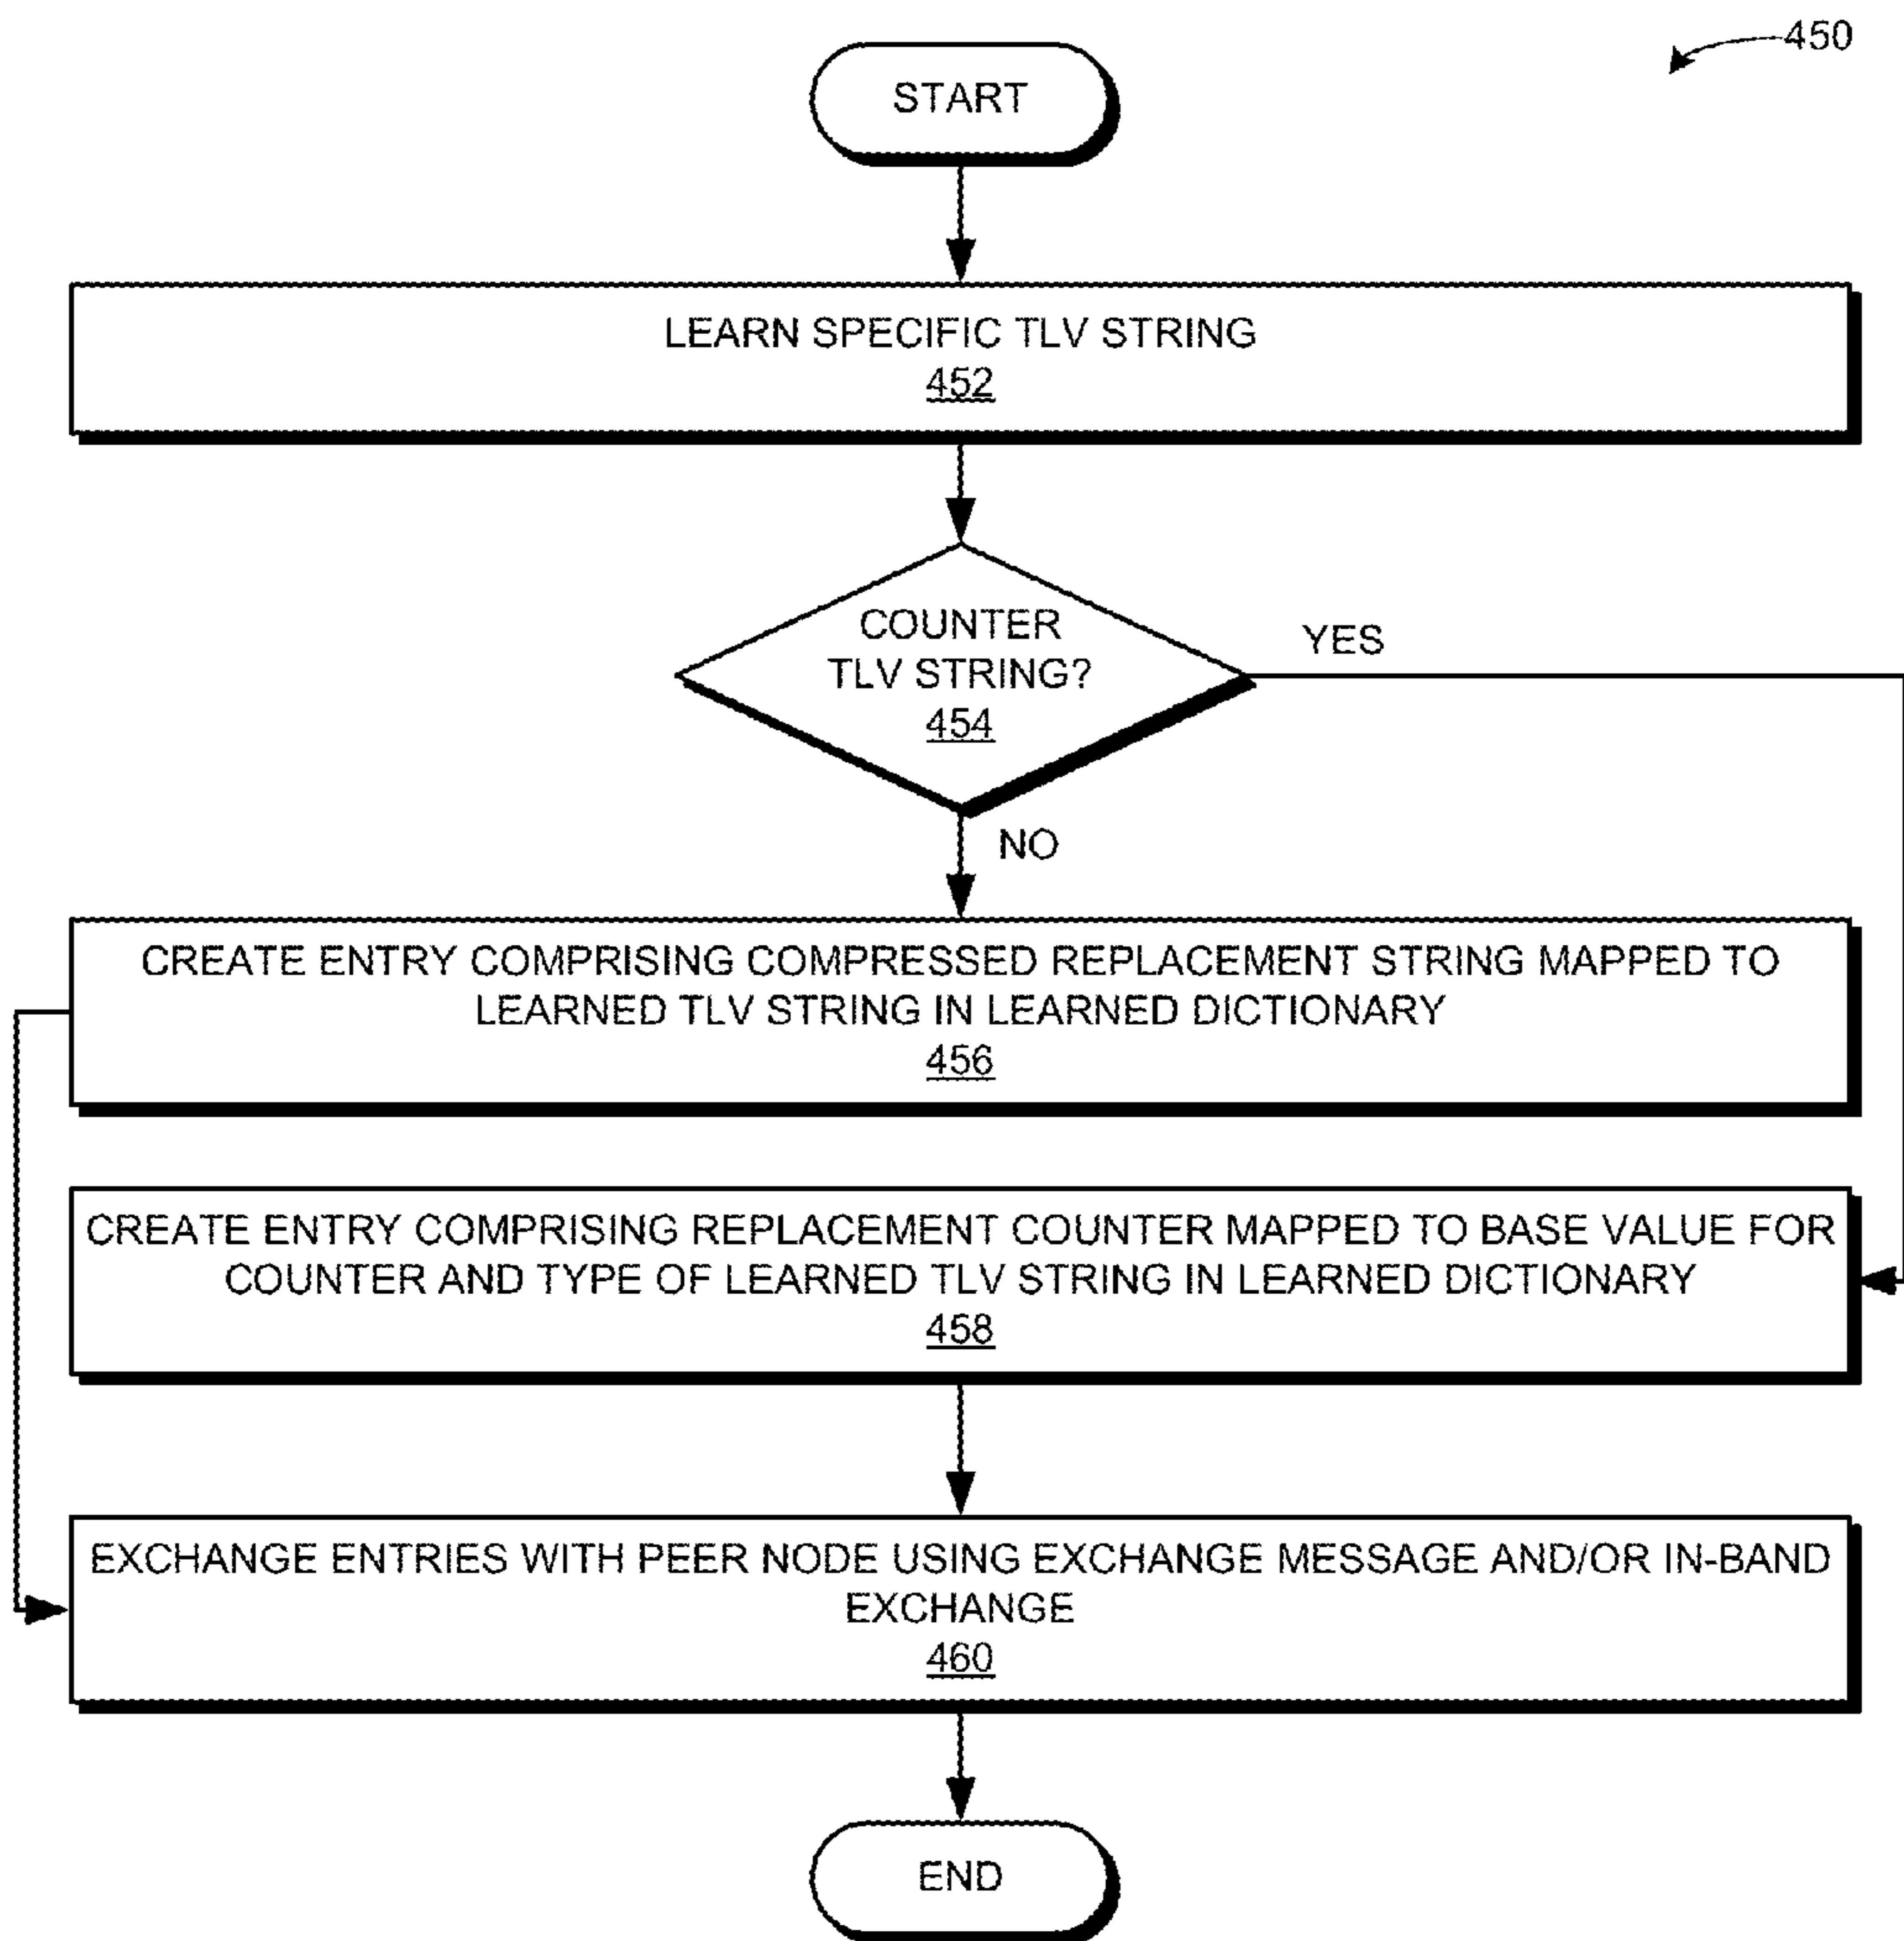 450
START
LEARN SPECIFIC TLV STRING
452
COUNTER
TLV STRING?
454
YES
NO
CREATE ENTRY COMPRISING COMPRESSED REPLACEMENT STRING MAPPED TO
LEARNED TLV STRING IN LEARNED DICTIONARY
456
CREATE ENTRY COMPRISING REPLACEMENT COUNTER MAPPED TO BASE VALUE FOR
COUNTER AND TYPE OF LEARNED TLV STRING IN LEARNED DICTIONARY
458
EXCHANGE ENTRIES WITH PEER NODE USING EXCHANGE MESSAGE AND/OR IN-BAND
EXCHANGE
460
END